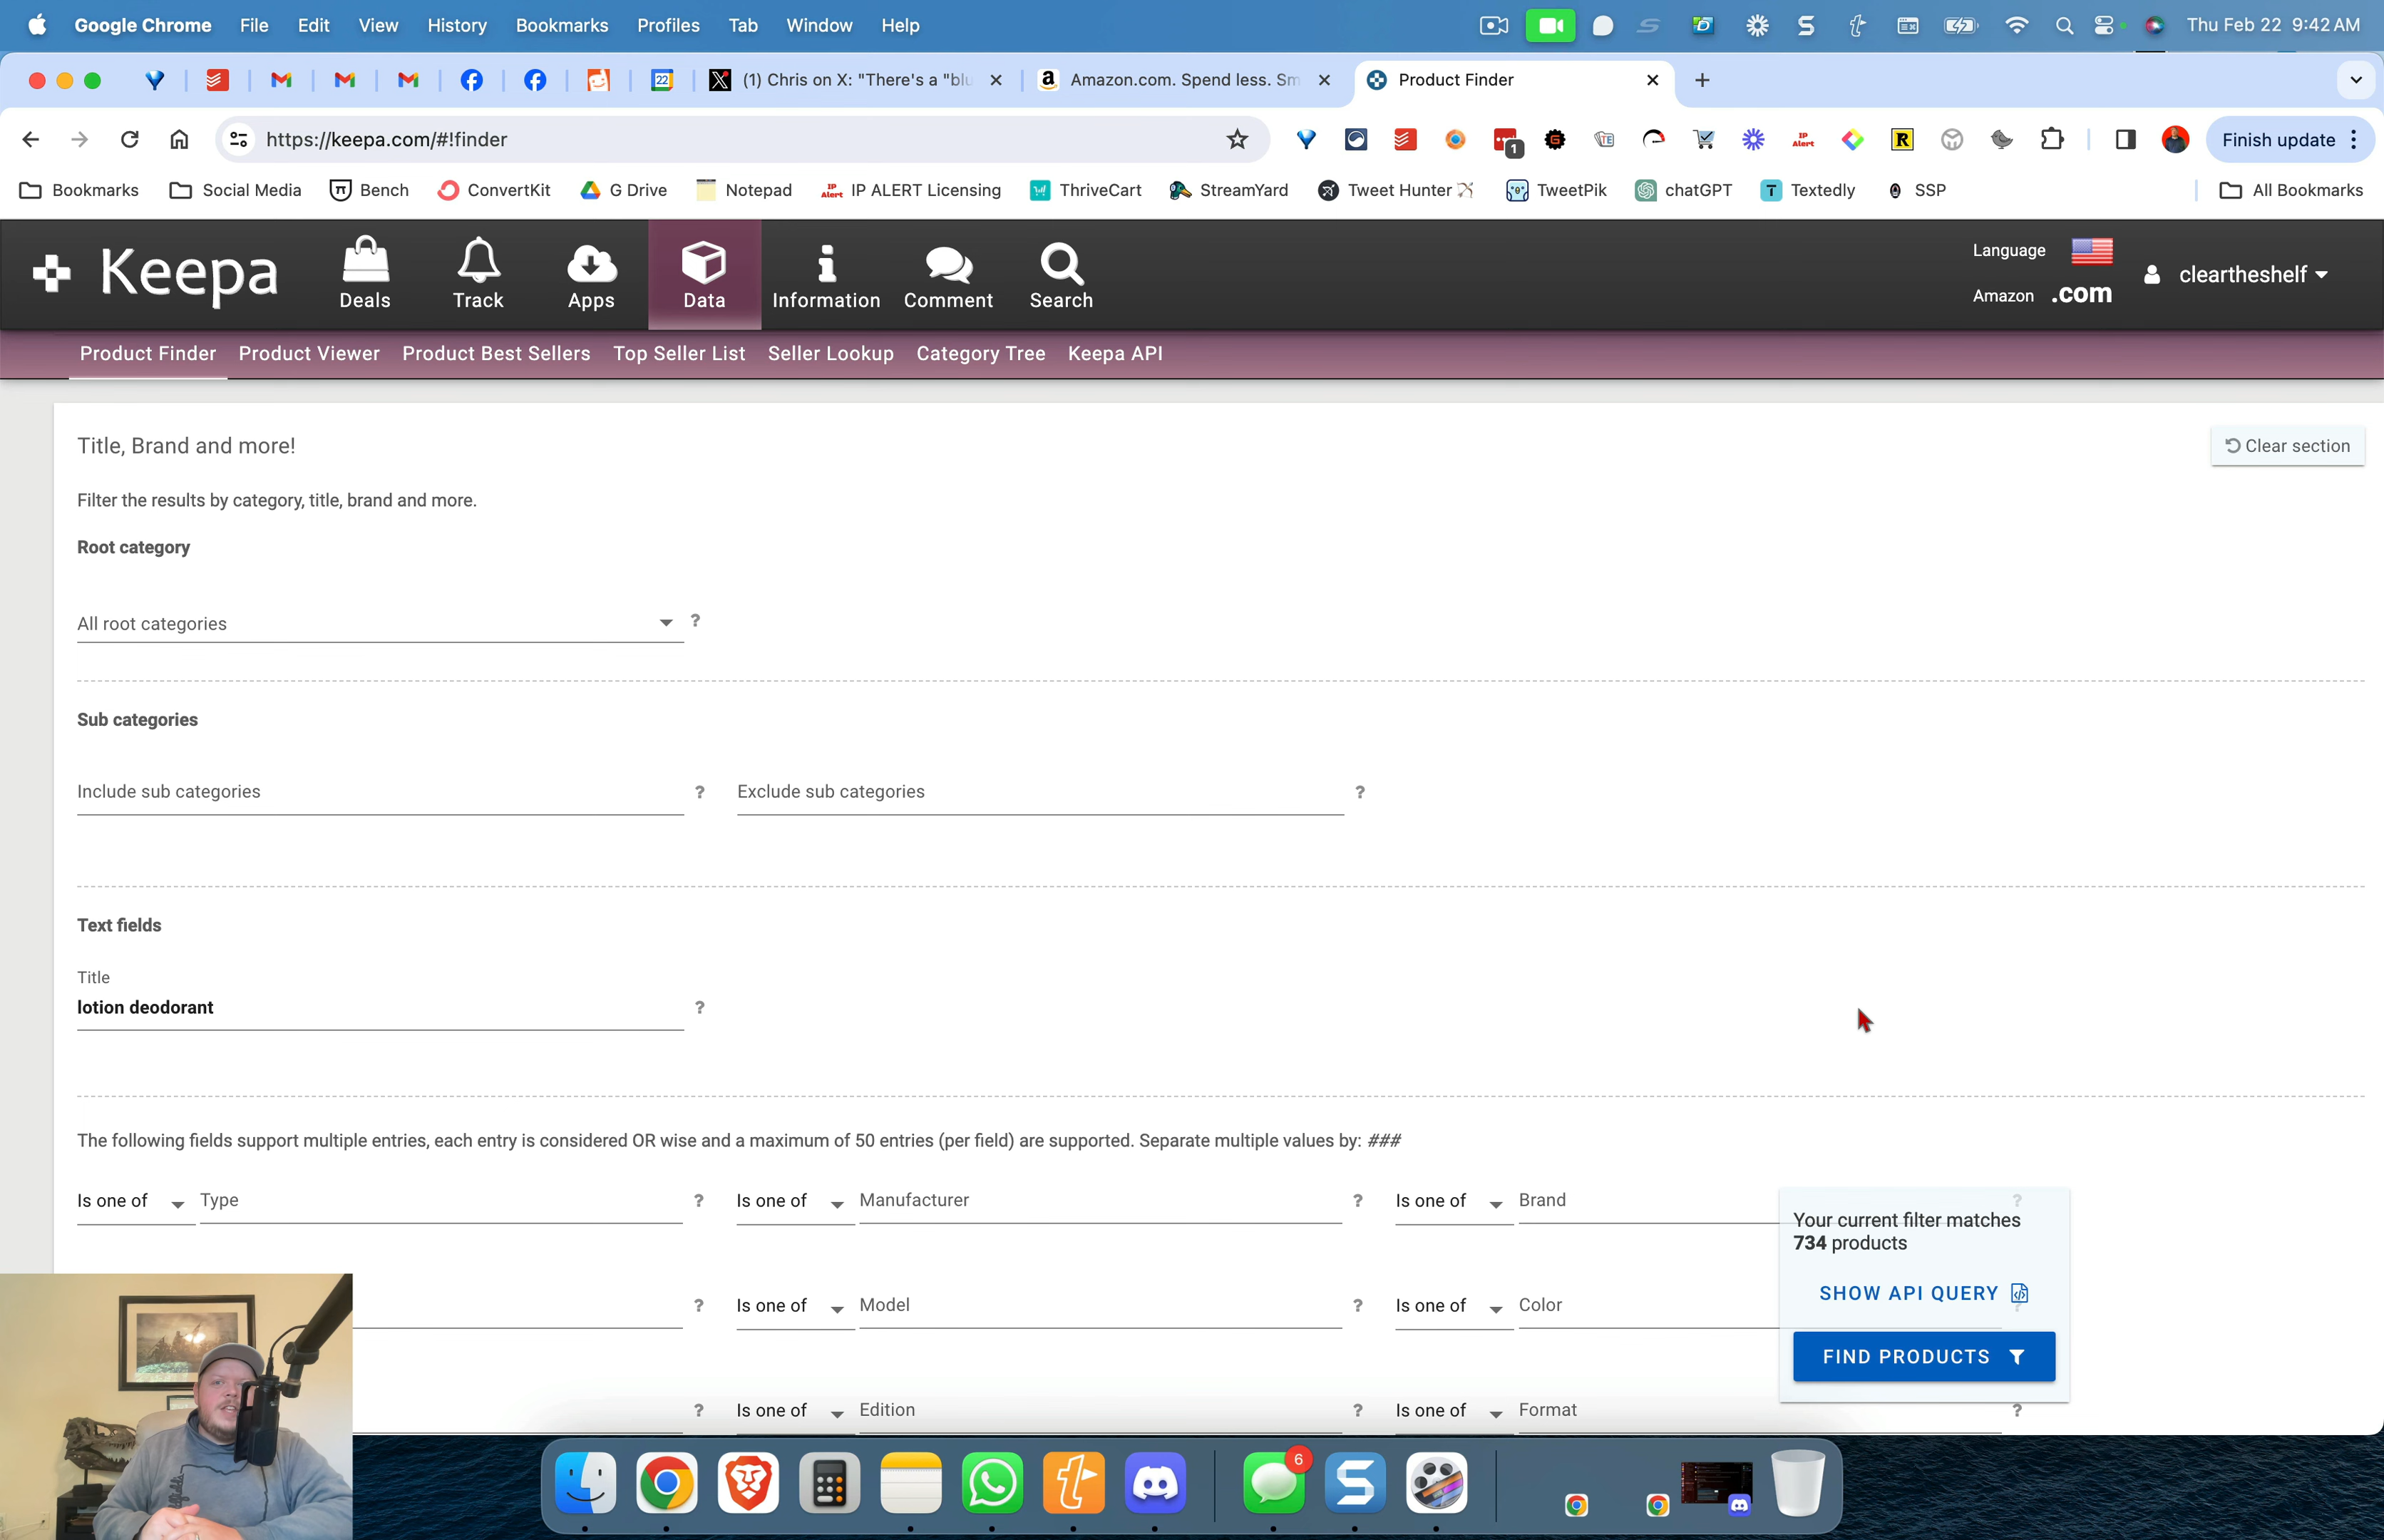 Google Chrome File Edit View History Bookmarks Profiles Tab Window Help Thu Feb 22 9:42 AM
22 (1) Chris on X: "There's a "blu Amazon.com. Spend less. Sm Product Finder
https://keepa.com/#!finder 1 IP Alert Finish update
Bookmarks Social Media Bench ConvertKit G Drive Notepad IP ALERT Licensing ThriveCart StreamYard Tweet Hunter TweetPik chatGPT Textedly SSP All Bookmarks
Keepa Deals Track Apps Data Information Comment Search
Language
Amazon .com
cleartheshelf
Product Finder Product Viewer Product Best Sellers Top Seller List Seller Lookup Category Tree Keepa API
Title, Brand and more! Clear section
Filter the results by category, title, brand and more.
Root category
All root categories ?
Sub categories
Include sub categories ? Exclude sub categories ?
Text fields
Title
lotion deodorant ?
The following fields support multiple entries, each entry is considered OR wise and a maximum of 50 entries (per field) are supported. Separate multiple values by: ###
Is one of Type ? Is one of Manufacturer ? Is one of Brand ?
Your current filter matches
734 products
SHOW API QUERY
? Is one of Model ? Is one of Color ?
FIND PRODUCTS
? Is one of Edition ? Is one of Format ?
6